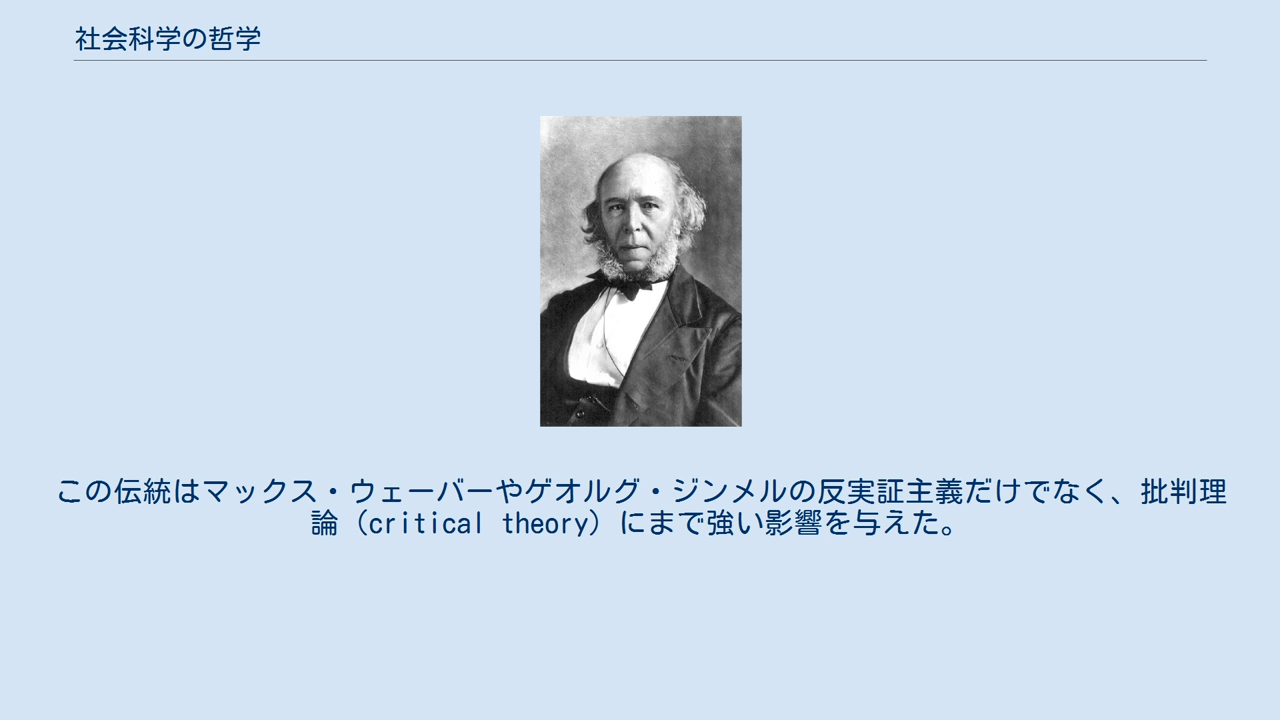 社会科学の哲学
この伝統はマックス・ウェーバーやゲオルグ・ジンメルの反実証主義だけでなく、批判理
論（critical theory）にまで強い影響を与えた。